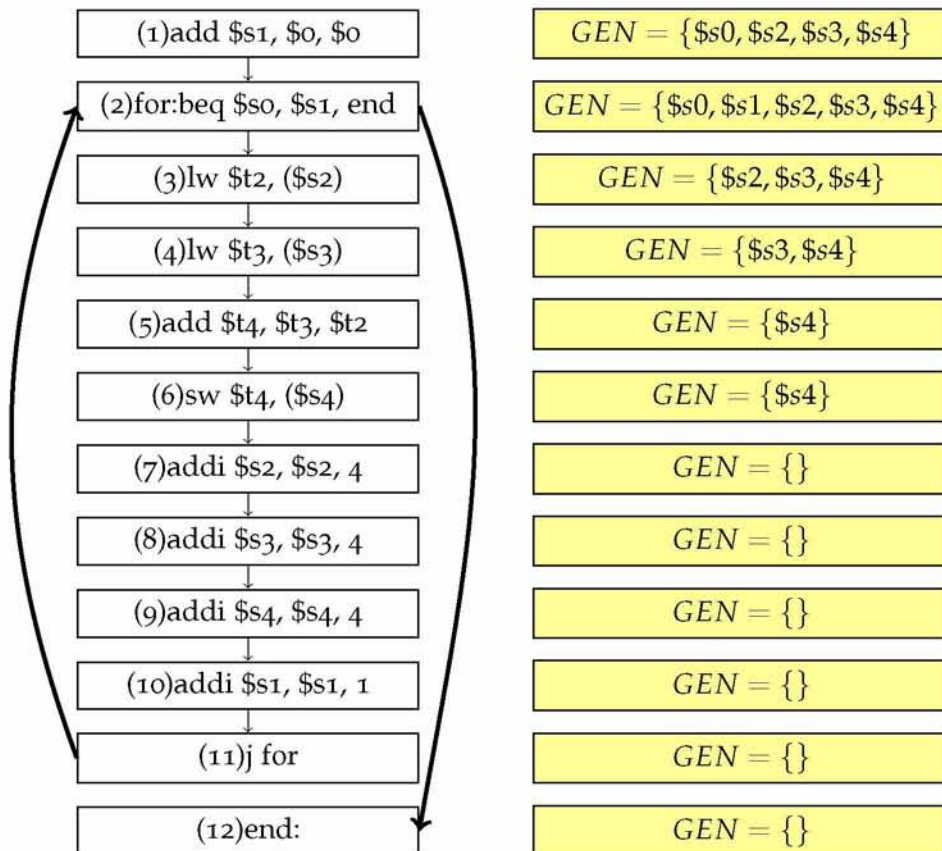 (1)add $s1, $0, $0
GEN = {$s0, $s2, $s3, $s4}
(2)for:beq $s0, $s1, end
GEN = {$s0, $s1, $s2, $s3, $s4}
(3)lw $t2, ($s2)
GEN = {$s2, $s3, $s4}
(4)lw $t3, ($s3)
GEN = {$s3, $s4}
(5)add $t4, $t3, $t2
GEN = {$s4}
(6)sw $t4, ($s4)
GEN = {$s4}
(7)addi $s2, $s2, 4
GEN = {}
(8)addi $s3, $s3, 4
GEN = {}
(9)addi $s4, $s4, 4
GEN = {}
(10)addi $s1, $s1, 1
GEN = {}
(11)j for
GEN = {}
(12)end:
GEN = {}